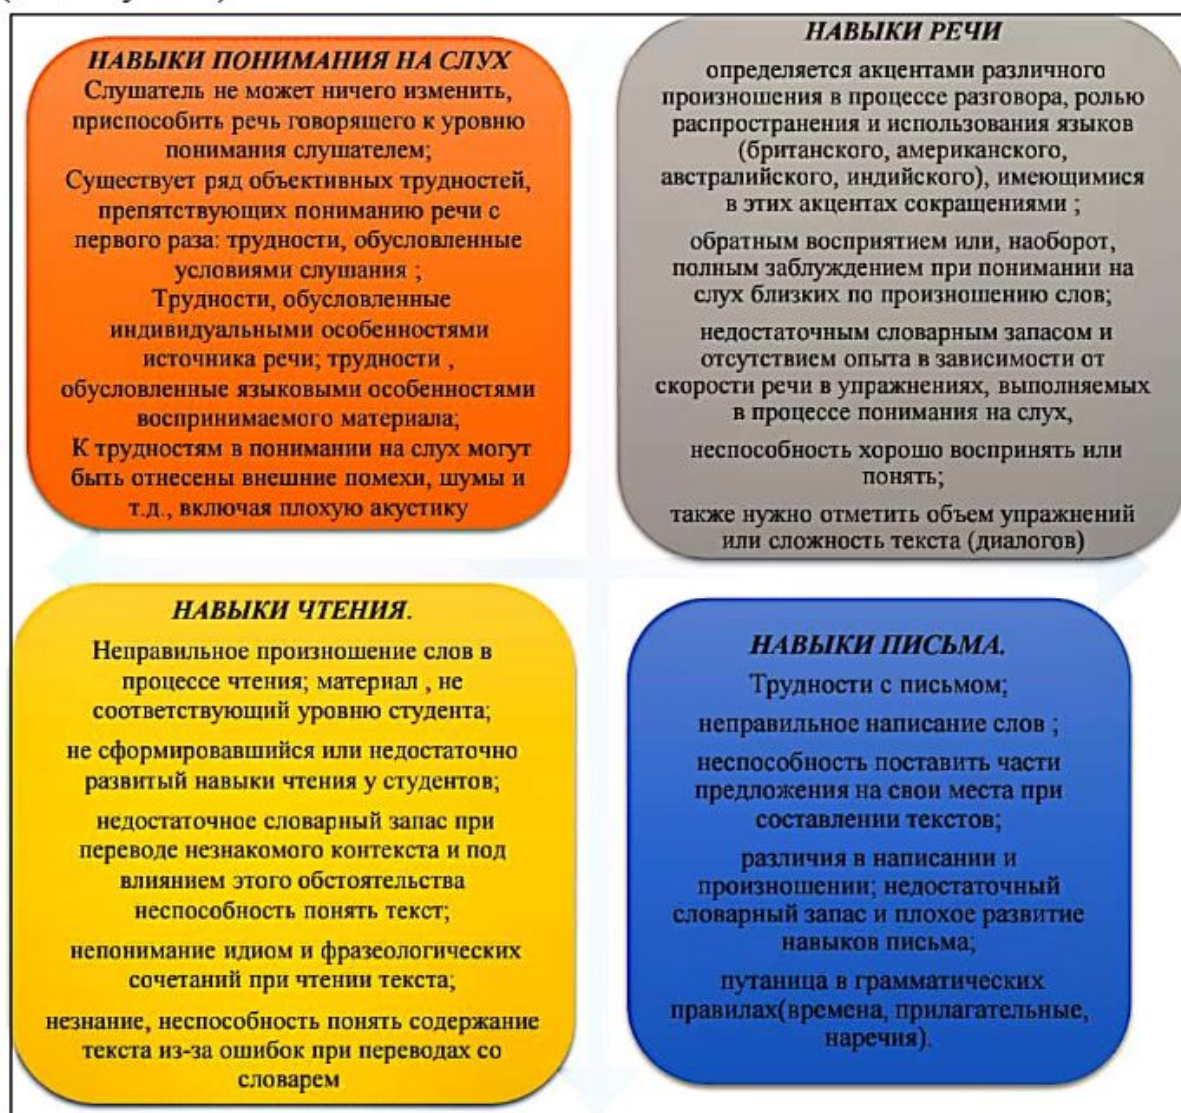 НАВЫКИ ПОНИМАНИЯ НА СЛУХ
Слушатель не может ничего изменить,
приспособить речь говорящего к уровню
понимания слушателем;
Существует ряд объективных трудностей,
препятствующих пониманию речи с
первого раза: трудности, обусловленные
условиями слушания ;
Трудности, обусловленные
индивидуальными особенностями
источника речи; трудности ,
обусловленные языковыми особенностями
воспринимаемого материала;
К трудностям в понимании на слух могут
быть отнесены внешние помехи, шумы и
т.д., включая плохую акустику
НАВЫКИ РЕЧИ
определяется акцентами различного
произношения в процессе разговора, ролью
распространения и использования языков
(британского, американского,
австралийского, индийского), имеющимися
в этих акцентах сокращениями ;
обратным восприятием или, наоборот,
полным заблуждением при понимании на
слух близких по произношению слов;
недостаточным словарным запасом и
отсутствием опыта в зависимости от
скорости речи в упражнениях, выполняемых
в процессе понимания на слух,
неспособность хорошо воспринять или
понять;
также нужно отметить объем упражнений
или сложность текста (диалогов)
НАВЫКИ ЧТЕНИЯ.
Неправильное произношение слов в
процессе чтения; материал , не
соответствующий уровню студента;
не сформировавшийся или недостаточно
развитый навыки чтения у студентов;
недостаточное словарный запас при
переводе незнакомого контекста и под
влиянием этого обстоятельства
неспособность понять текст;
непонимание идиом и фразеологических
сочетаний при чтении текста;
незнание, неспособность понять содержание
текста из-за ошибок при переводах со
словарем
НАВЫКИ ПИСЬМА.
Трудности с письмом;
неправильное написание слов ;
неспособность поставить части
предложения на свои места при
составлении текстов;
различия в написании и
произношении; недостаточный
словарный запас и плохое развитие
навыков письма;
путаница в грамматических
правилах(времена, прилагательные,
наречия).